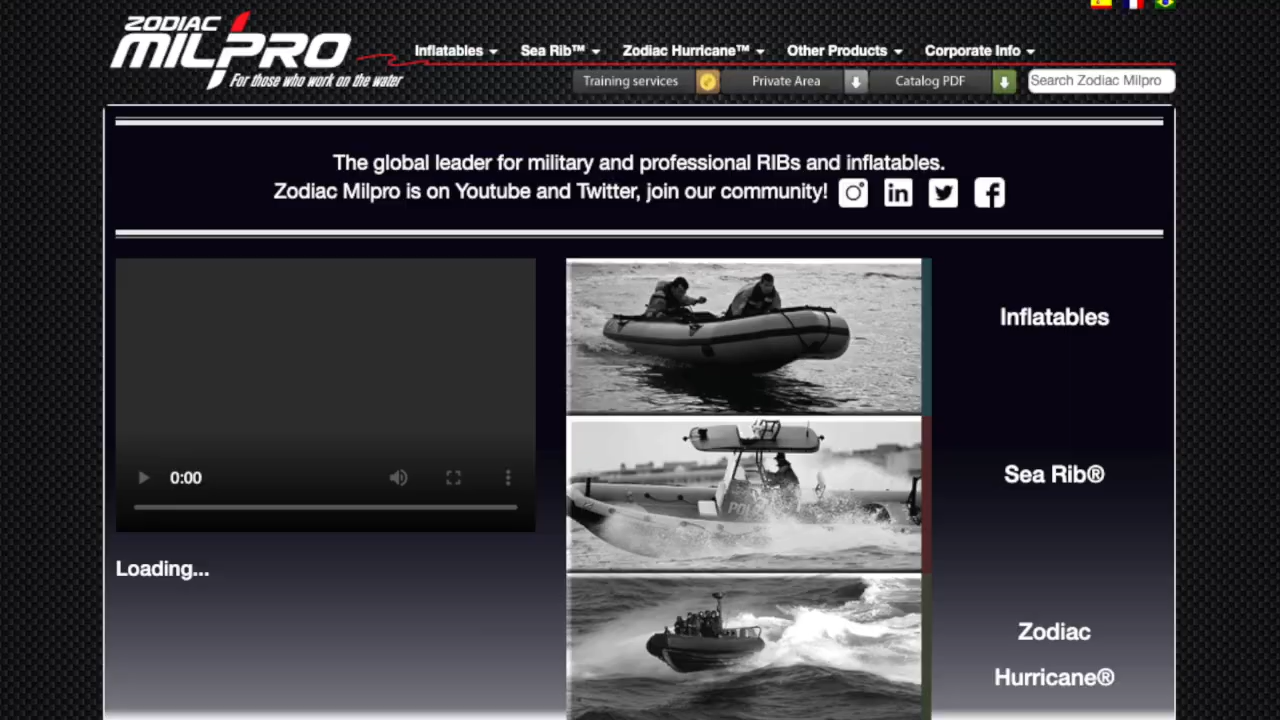 ZODIAC
MILPRO
For those who work on the water
Inflatables Sea Rib™ Zodiac Hurricane™ Other Products Corporate Info
Training services Private Area Catalog PDF Search Zodiac Milpro
The global leader for military and professional RIBs and inflatables.
Zodiac Milpro is on Youtube and Twitter, join our community!
0:00
Loading...
Inflatables
Sea Rib®
Zodiac
Hurricane®